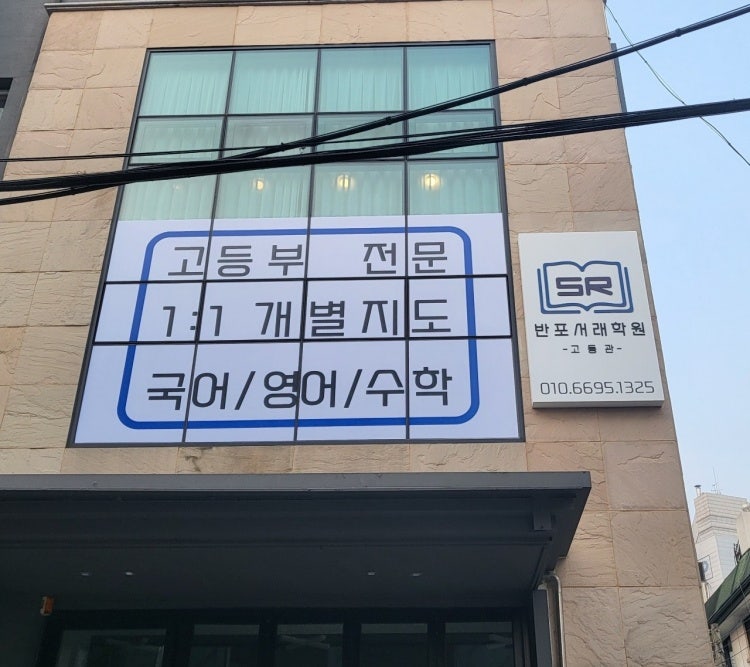 고등부 전문
1:1 개별지도
국어/영어/수학
SR
반포서래학원
-고등관-
010.6695.1325